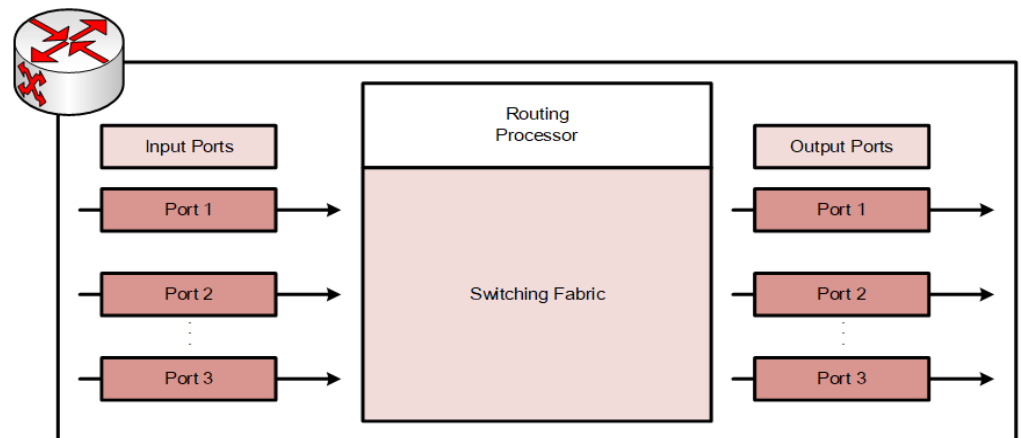 Routing
Processor
Input Ports
Output Ports
Port 1
Port 1
Port 2
Switching Fabric
Port 2
Port 3
Port 3